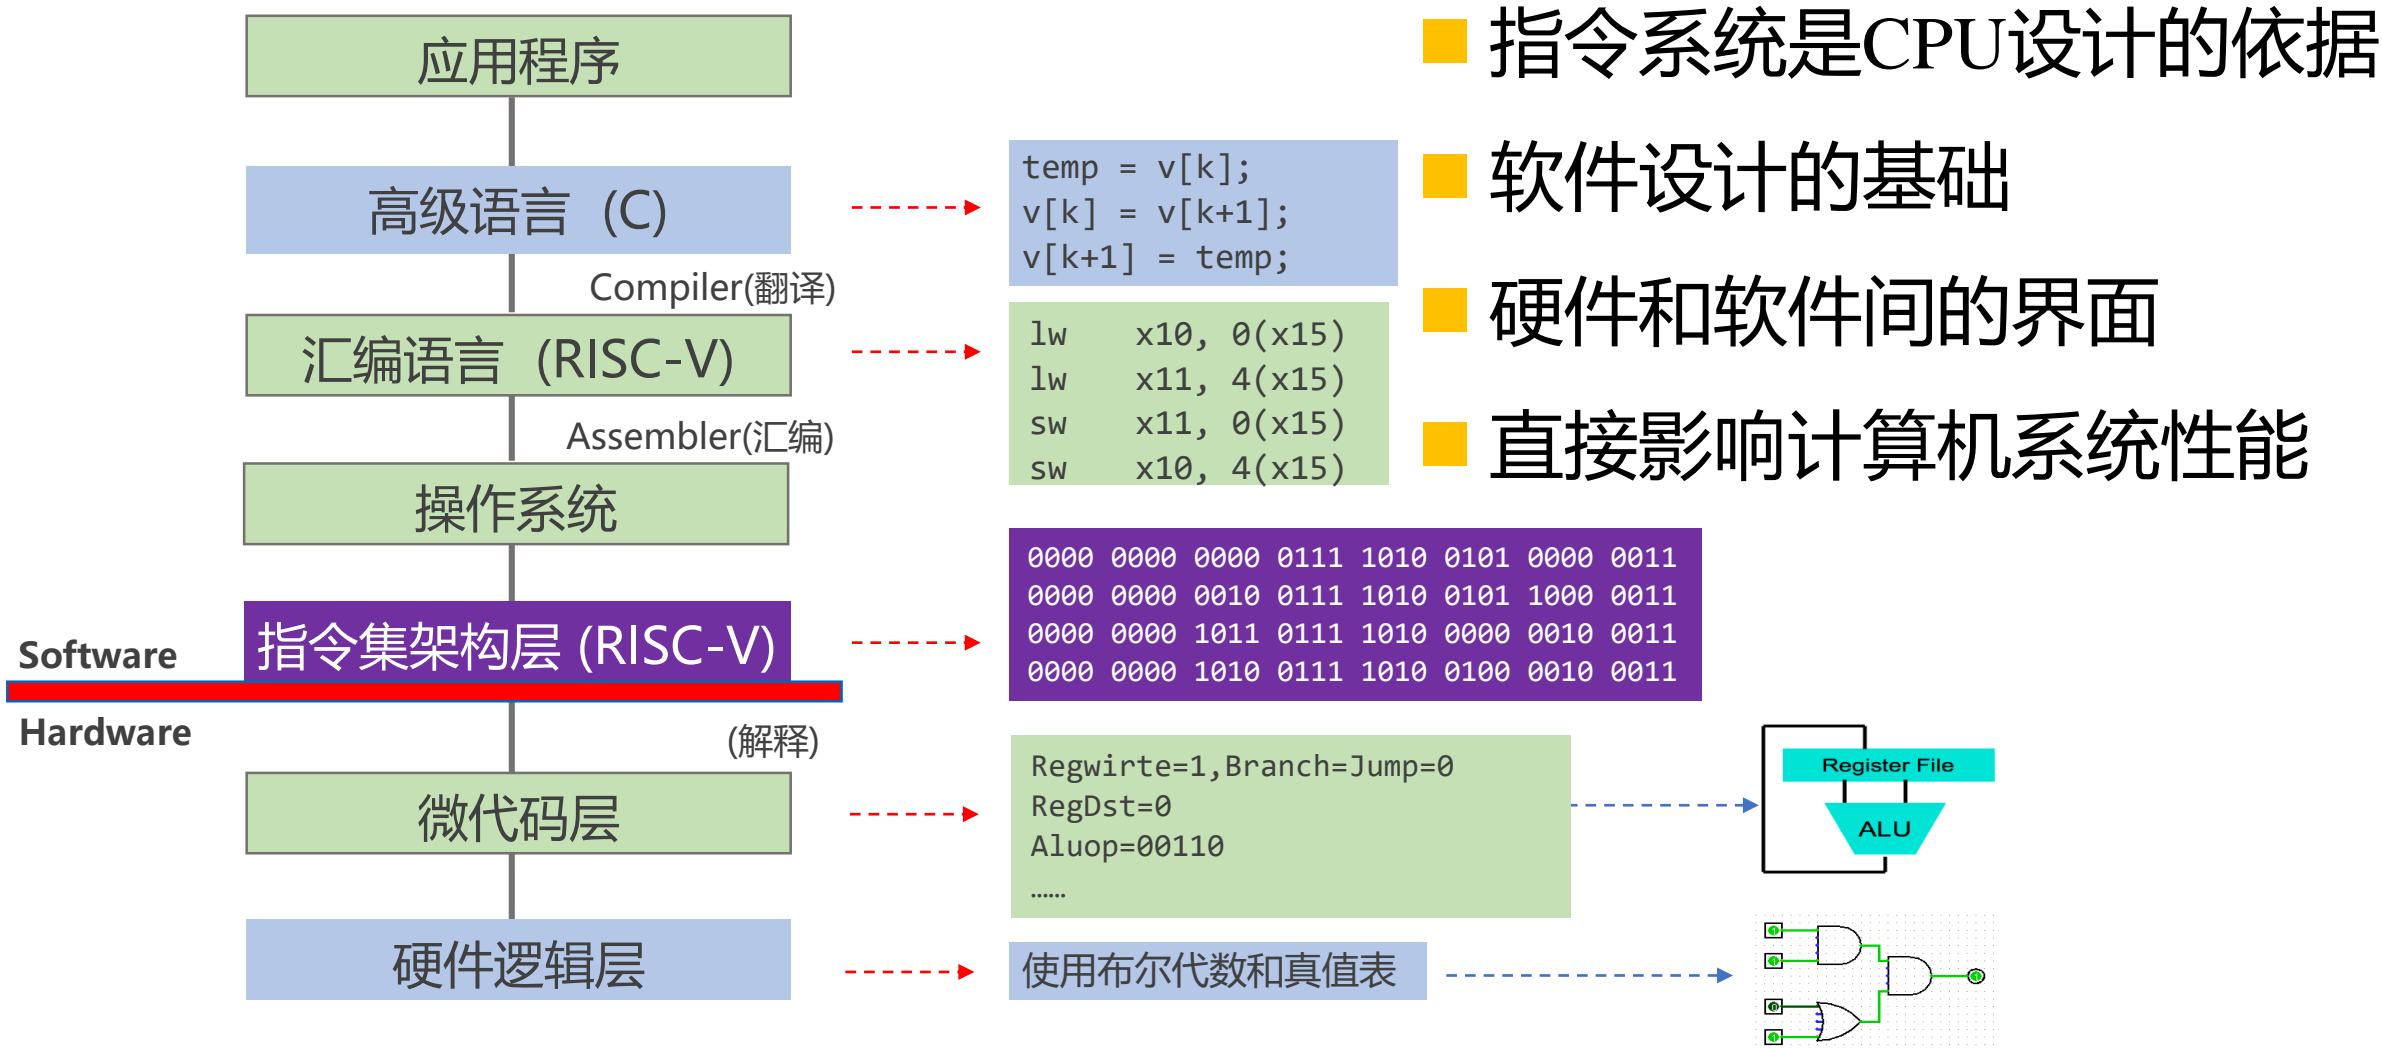 应用程序
高级语言 (C)
Compiler(翻译)
汇编语言 (RISC-V)
Assembler(汇编)
操作系统
指令集架构层 (RISC-V)
Software
Hardware
(解释)
微代码层
硬件逻辑层
temp = v[k];
v[k] = v[k+1];
v[k+1] = temp;
lw x10, 0(x15)
lw x11, 4(x15)
sw x11, 0(x15)
sw x10, 4(x15)
0000 0000 0000 0111 1010 0101 0000 0011
0000 0000 0010 0111 1010 0101 1000 0011
0000 0000 1011 0111 1010 0000 0010 0011
0000 0000 1010 0111 1010 0100 0010 0011
Regwirte=1,Branch=Jump=0
RegDst=0
Aluop=00110
……
使用布尔代数和真值表
指令系统是CPU设计的依据
软件设计的基础
硬件和软件间的界面
直接影响计算机系统性能
Register File
ALU